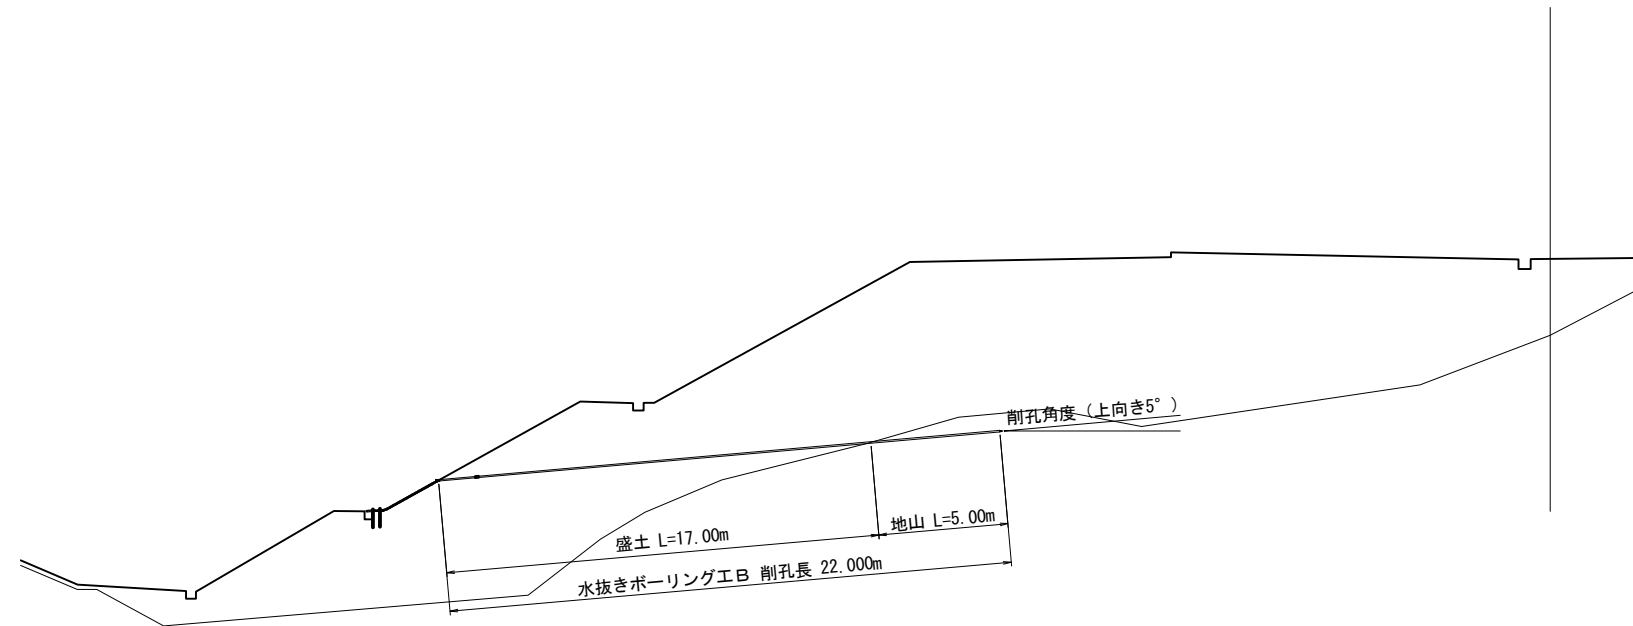 削孔角度（上向き5°）
地山 L=5.00m
盛土 L=17.00m
水抜きボーリング工Ｂ 削孔長 22.000m